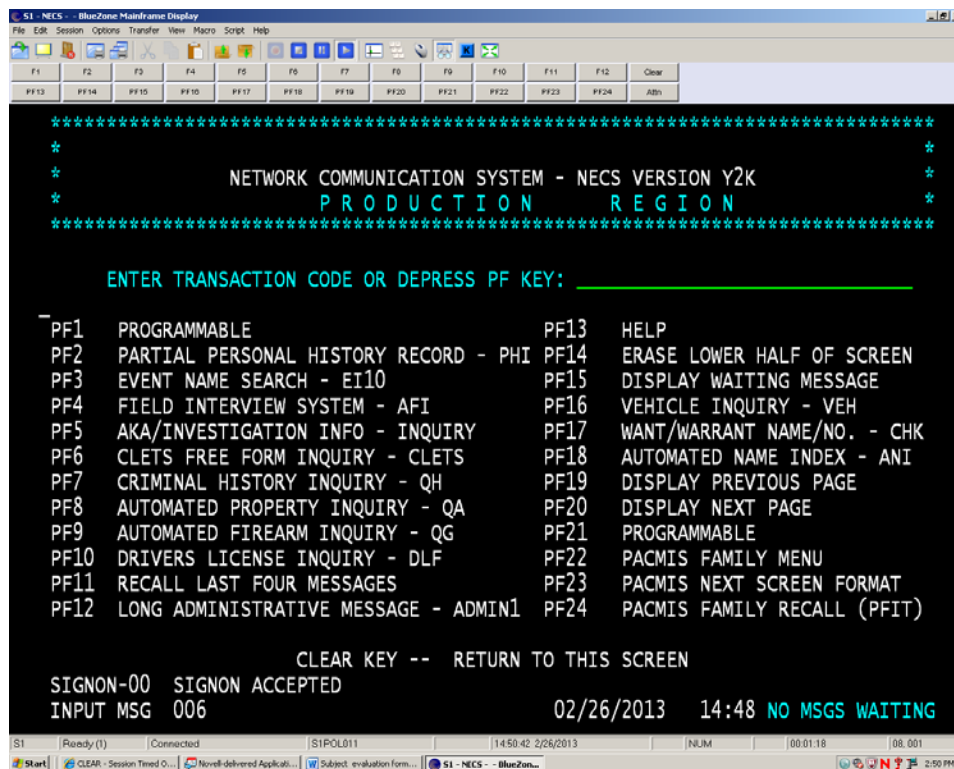 S1 - NECS - - BlueZone Mainframe Display
File Edit Session Options Transfer View Macro Script Help
F1 F2 F3 F4 F5 F6 F7 F8 F9 F10 F11 F12 Clear
PF13 PF14 PF15 PF16 PF17 PF18 PF19 PF20 PF21 PF22 PF23 PF24 Attn
*******************************************************************************
* *
* NETWORK COMMUNICATION SYSTEM - NECS VERSION Y2K *
* P R O D U C T I O N R E G I O N *
*******************************************************************************
ENTER TRANSACTION CODE OR DEPRESS PF KEY:
PF1 PROGRAMMABLE PF13 HELP
PF2 PARTIAL PERSONAL HISTORY RECORD - PHI PF14 ERASE LOWER HALF OF SCREEN
PF3 EVENT NAME SEARCH - EI10 PF15 DISPLAY WAITING MESSAGE
PF4 FIELD INTERVIEW SYSTEM - AFI PF16 VEHICLE INQUIRY - VEH
PF5 AKA/INVESTIGATION INFO - INQUIRY PF17 WANT/WARRANT NAME/NO. - CHK
PF6 CLETS FREE FORM INQUIRY - CLETS PF18 AUTOMATED NAME INDEX - ANI
PF7 CRIMINAL HISTORY INQUIRY - QH PF19 DISPLAY PREVIOUS PAGE
PF8 AUTOMATED PROPERTY INQUIRY - QA PF20 DISPLAY NEXT PAGE
PF9 AUTOMATED FIREARM INQUIRY - QG PF21 PROGRAMMABLE
PF10 DRIVERS LICENSE INQUIRY - DLF PF22 PACMIS FAMILY MENU
PF11 RECALL LAST FOUR MESSAGES PF23 PACMIS NEXT SCREEN FORMAT
PF12 LONG ADMINISTRATIVE MESSAGE - ADMIN1 PF24 PACMIS FAMILY RECALL (PFIT)
CLEAR KEY -- RETURN TO THIS SCREEN
SIGNON-00 SIGNON ACCEPTED
INPUT MSG 006 02/26/2013 14:48 NO MSGS WAITING
S1 Ready (1) Connected S1POL011 14:50:42 2/26/2013 NUM 00:01:18 08, 001
Start CLEAR - Session Timed O... Novell-delivered Applicati... Subject evaluation form... S1 - NECS - - BlueZon... 2:50 PM